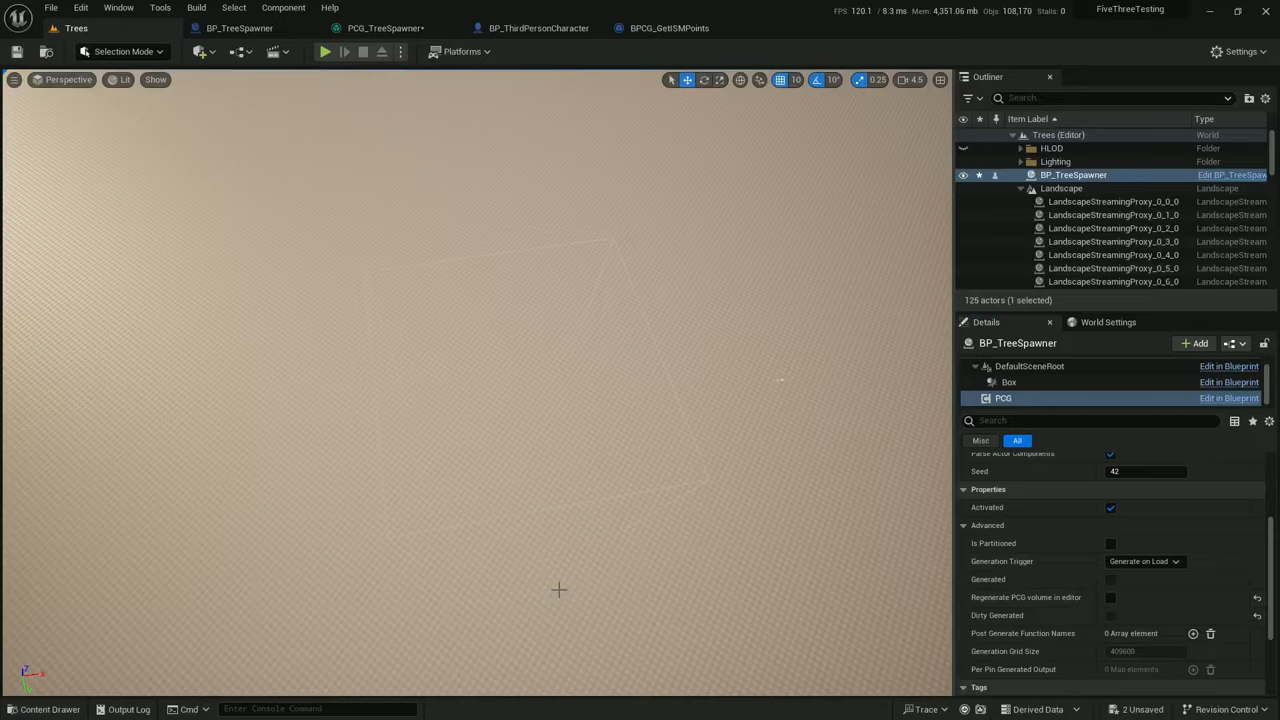 File Edit Window Tools Build Select Component Help
FPS: 120.1 / 8.3 ms Mem: 4,351.06 mb Objs: 108,170 Stalls: 0
FiveThreeTesting
Trees BP_TreeSpawner PCG_TreeSpawner* BP_ThirdPersonCharacter BPCG_GetISMPoints
Selection Mode Platforms Settings
Perspective Lit Show 10 10° 0.25 4.5
Outliner
Search...
Item Label Type
Trees (Editor) World
HLOD Folder
Lighting Folder
BP_TreeSpawner Edit BP_TreeSpaw
Landscape Landscape
LandscapeStreamingProxy_0_0_0 LandscapeStream
LandscapeStreamingProxy_0_1_0 LandscapeStream
LandscapeStreamingProxy_0_2_0 LandscapeStream
LandscapeStreamingProxy_0_3_0 LandscapeStream
LandscapeStreamingProxy_0_4_0 LandscapeStream
LandscapeStreamingProxy_0_5_0 LandscapeStream
LandscapeStreamingProxy_0_6_0 LandscapeStream
125 actors (1 selected)
Details World Settings
BP_TreeSpawner Add
DefaultSceneRoot Edit in Blueprint
Box Edit in Blueprint
PCG Edit in Blueprint
Search
Misc All
Parse Actor Components
Seed 42
Properties
Activated
Advanced
Is Partitioned
Generation Trigger Generate on Load
Generated
Regenerate PCG volume in editor
Dirty Generated
Post Generate Function Names 0 Array element
Generation Grid Size 409600
Per Pin Generated Output 0 Map elements
Tags
Z
X
Content Drawer Output Log Cmd Enter Console Command Trace Derived Data 2 Unsaved Revision Control